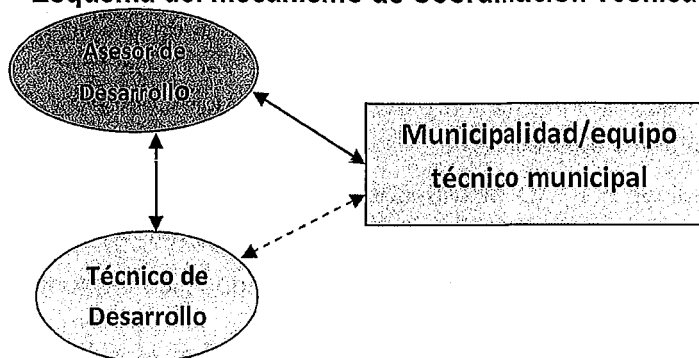 Esquema del mecanismo de Coordinación Técnica
Asesor de
Desarrollo
Municipalidad/equipo
técnico municipal
Técnico de
Desarrollo